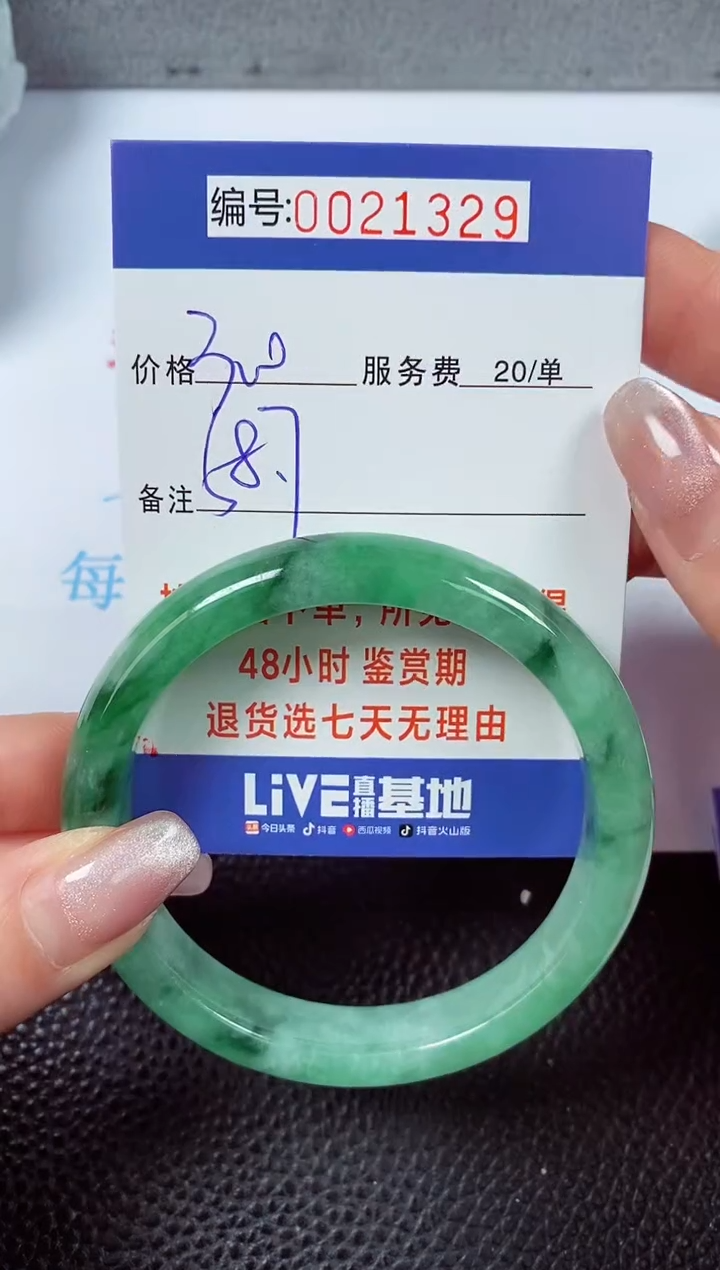 编号:0021329
价格 服务费 20/单
备注
每
48小时 鉴赏期
退货选七天无理由
LiVE直播基地
今日头条 抖音 西瓜视频 抖音火山版